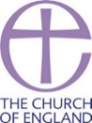 THE CHURCH
OF ENGLAND